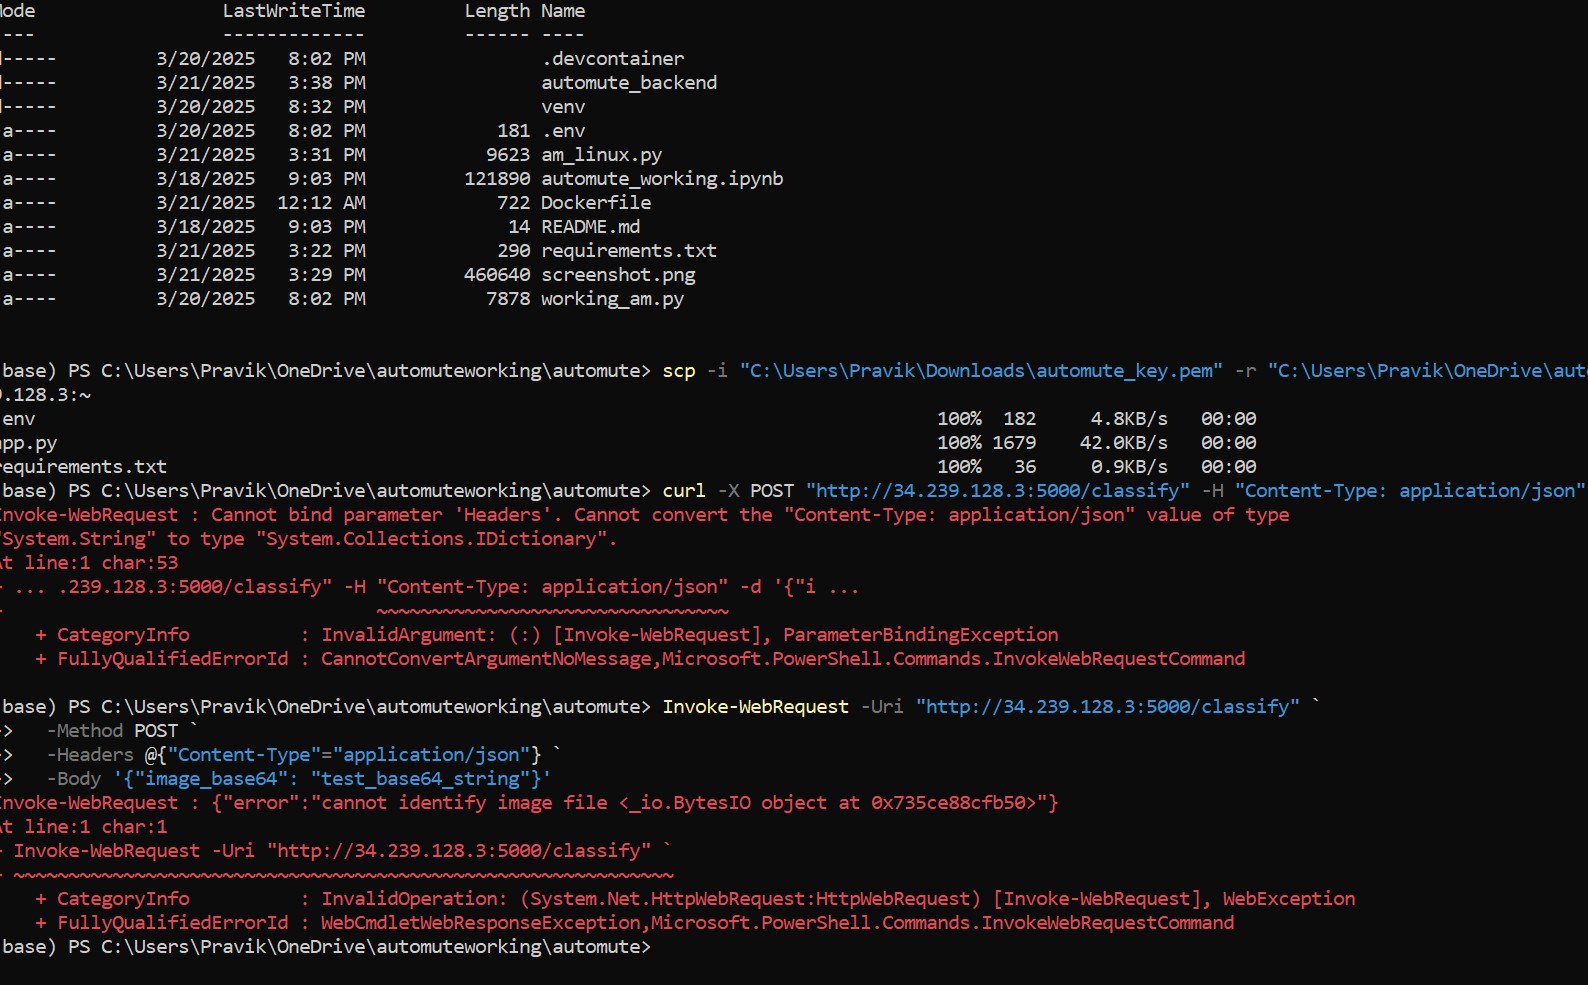 Mode LastWriteTime Length Name
---- ------------- ------ ----
d----- 3/20/2025 8:02 PM .devcontainer
d----- 3/21/2025 3:38 PM automute_backend
d----- 3/20/2025 8:32 PM venv
a---- 3/20/2025 8:02 PM 181 .env
a---- 3/21/2025 3:31 PM 9623 am_linux.py
a---- 3/18/2025 9:03 PM 121890 automute_working.ipynb
a---- 3/21/2025 12:12 AM 722 Dockerfile
a---- 3/18/2025 9:03 PM 14 README.md
a---- 3/21/2025 3:22 PM 290 requirements.txt
a---- 3/21/2025 3:29 PM 460640 screenshot.png
a---- 3/20/2025 8:02 PM 7878 working_am.py
base) PS C:\Users\Pravik\OneDrive\automuteworking\automute> scp -i "C:\Users\Pravik\Downloads\automute_key.pem" -r "C:\Users\Pravik\OneDrive\auto
.128.3:~
env 100% 182 4.8KB/s 00:00
app.py 100% 1679 42.0KB/s 00:00
requirements.txt 100% 36 0.9KB/s 00:00
base) PS C:\Users\Pravik\OneDrive\automuteworking\automute> curl -X POST "http://34.239.128.3:5000/classify" -H "Content-Type: application/json"
Invoke-WebRequest : Cannot bind parameter 'Headers'. Cannot convert the "Content-Type: application/json" value of type
"System.String" to type "System.Collections.IDictionary".
At line:1 char:53
+ ... .239.128.3:5000/classify" -H "Content-Type: application/json" -d '{"i ...
+ ~~~~~~~~~~~~~~~~~~~~~~~~~~~~~~~~
+ CategoryInfo : InvalidArgument: (:) [Invoke-WebRequest], ParameterBindingException
+ FullyQualifiedErrorId : CannotConvertArgumentNoMessage,Microsoft.PowerShell.Commands.InvokeWebRequestCommand
base) PS C:\Users\Pravik\OneDrive\automuteworking\automute> Invoke-WebRequest -Uri "http://34.239.128.3:5000/classify" `
>> -Method POST `
>> -Headers @{"Content-Type"="application/json"} `
>> -Body '{"image_base64": "test_base64_string"}'
Invoke-WebRequest : {"error":"cannot identify image file <_io.BytesIO object at 0x735ce88cfb50>"}
At line:1 char:1
+ Invoke-WebRequest -Uri "http://34.239.128.3:5000/classify" `
+ ~~~~~~~~~~~~~~~~~~~~~~~~~~~~~~~~~~~~~~~~~~~~~~~~~~~~~~~~~~~~
+ CategoryInfo : InvalidOperation: (System.Net.HttpWebRequest:HttpWebRequest) [Invoke-WebRequest], WebException
+ FullyQualifiedErrorId : WebCmdletWebResponseException,Microsoft.PowerShell.Commands.InvokeWebRequestCommand
base) PS C:\Users\Pravik\OneDrive\automuteworking\automute>